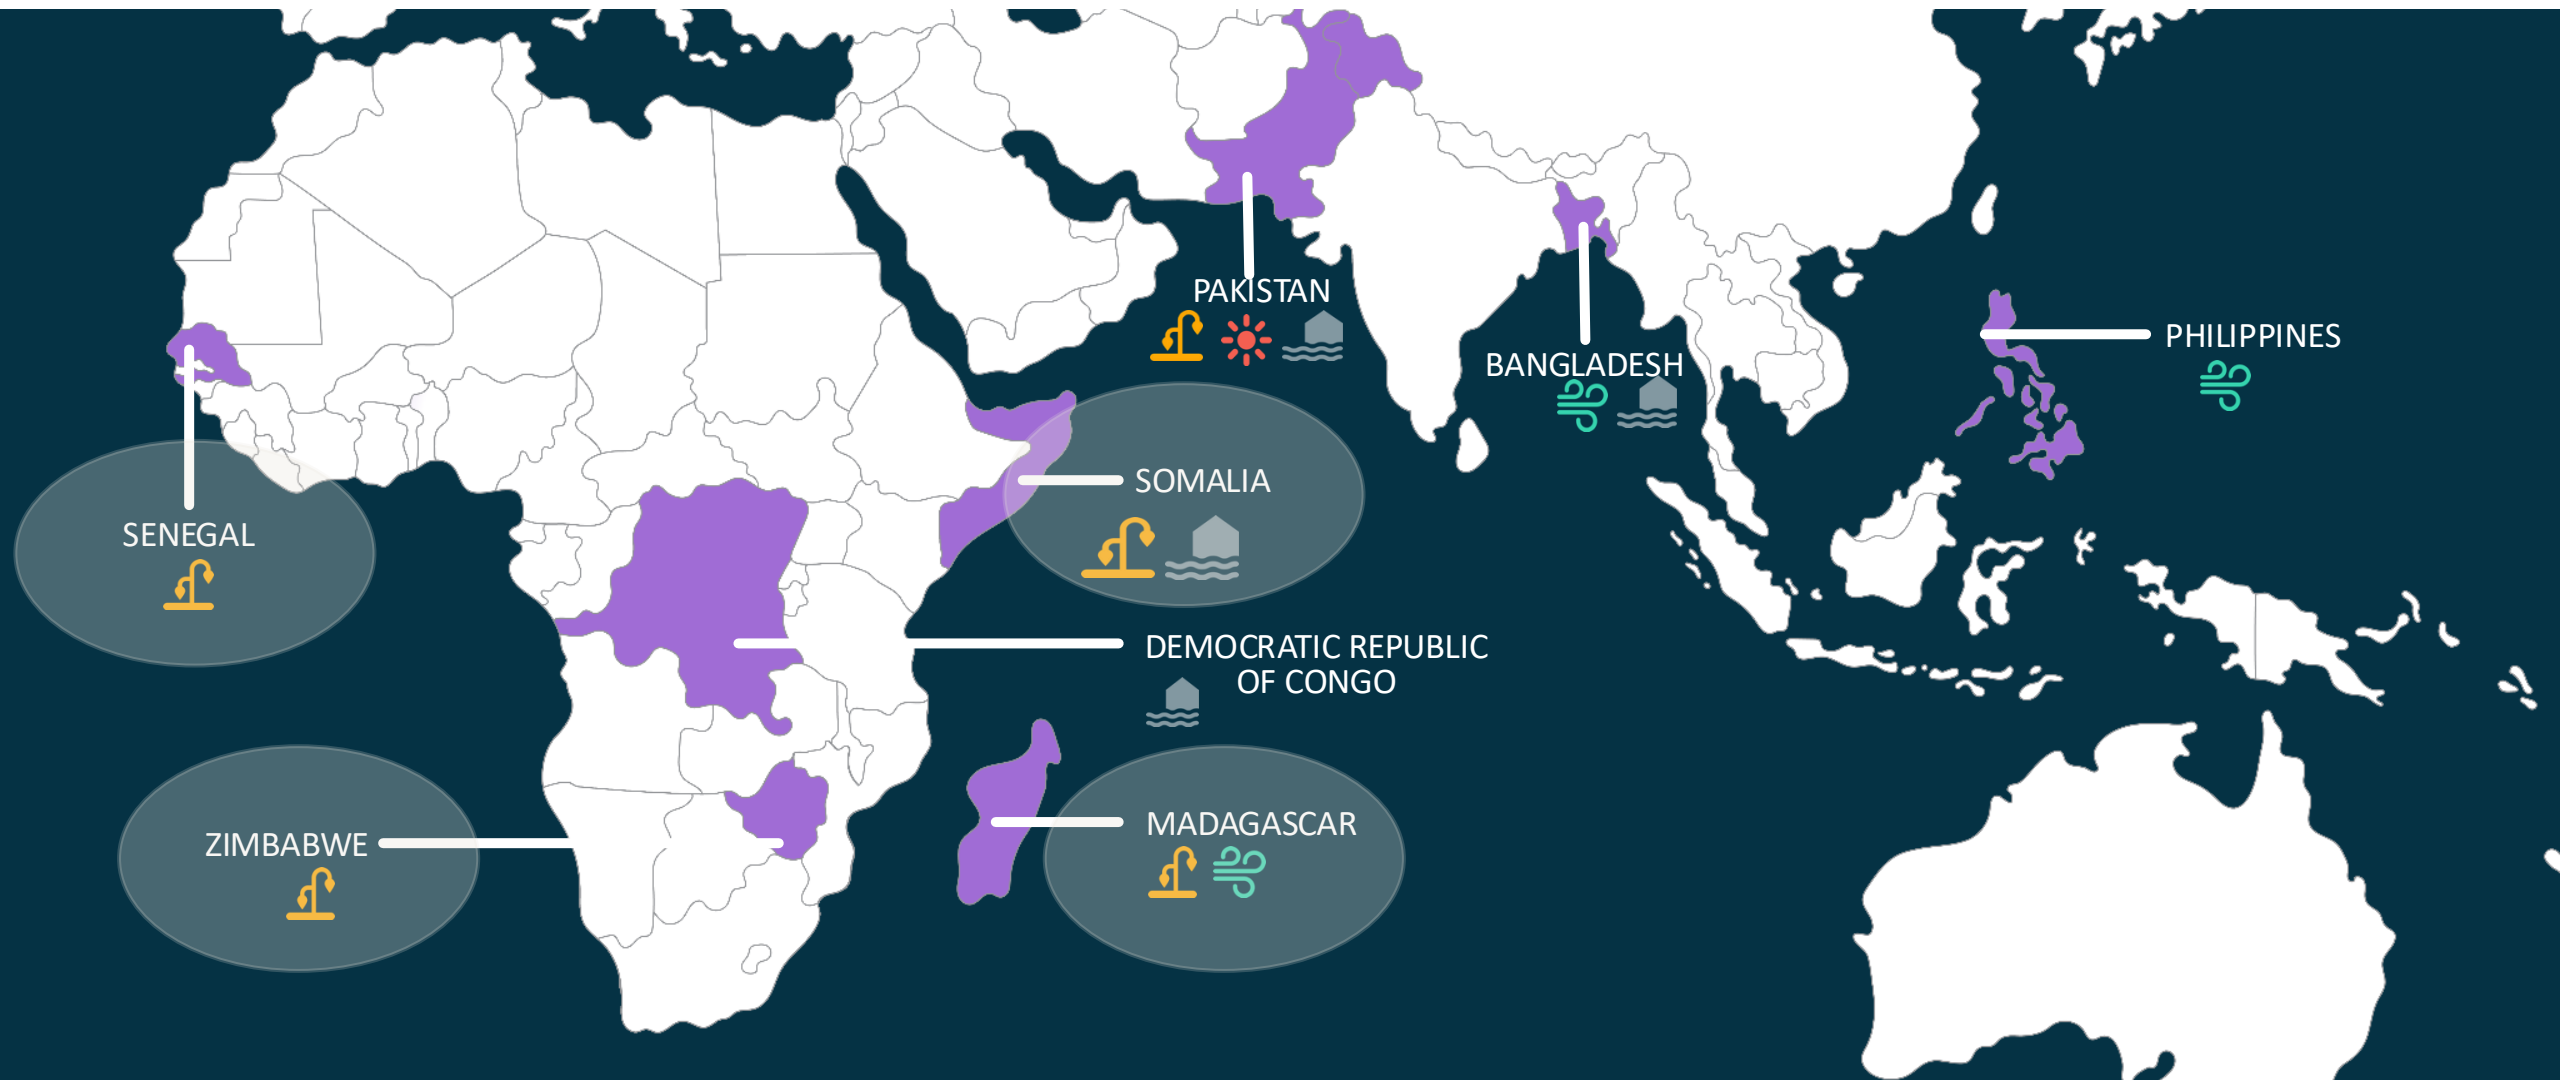 PAKISTAN
PHILIPPINES
BANGLADESH
SOMALIA
SENEGAL
DEMOCRATIC REPUBLIC
OF CONGO
MADAGASCAR
ZIMBABWE